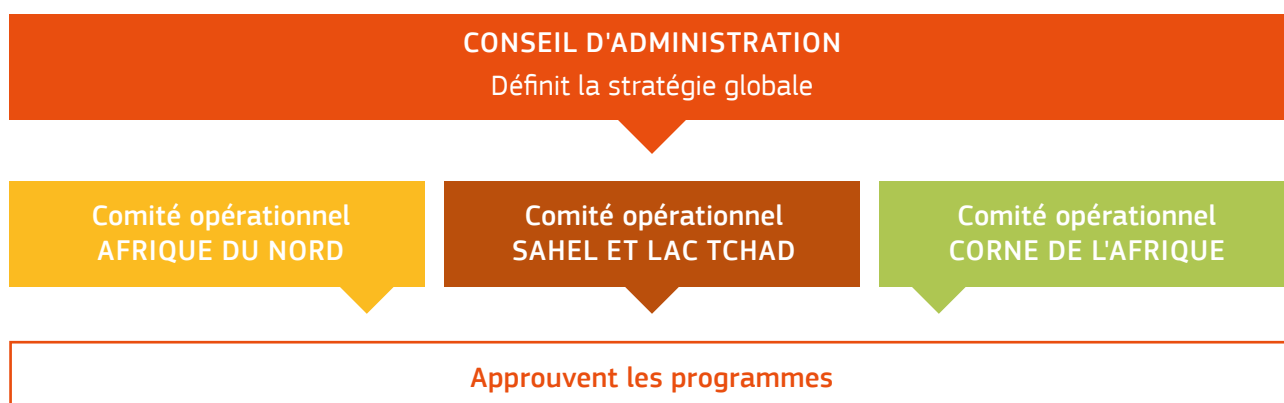 CONSEIL D'ADMINISTRATION
Définit la stratégie globale
Comité opérationnel
AFRIQUE DU NORD
Comité opérationnel
SAHEL ET LAC TCHAD
Comité opérationnel
CORNE DE L'AFRIQUE
Approuvent les programmes